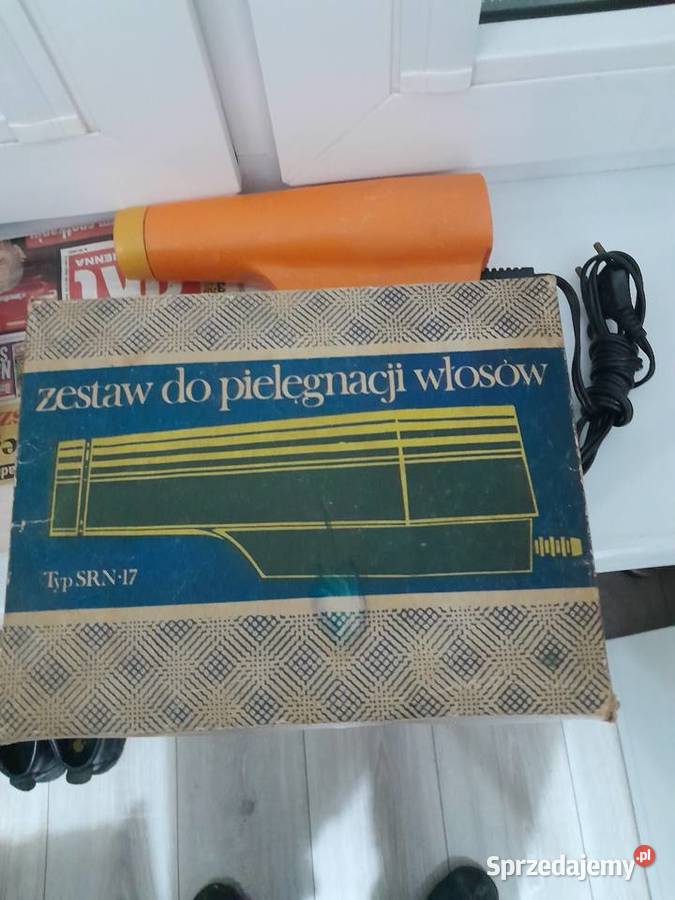 zestaw do pielęgnacji włosów
Typ SRN-17
Sprzedajemy.pl